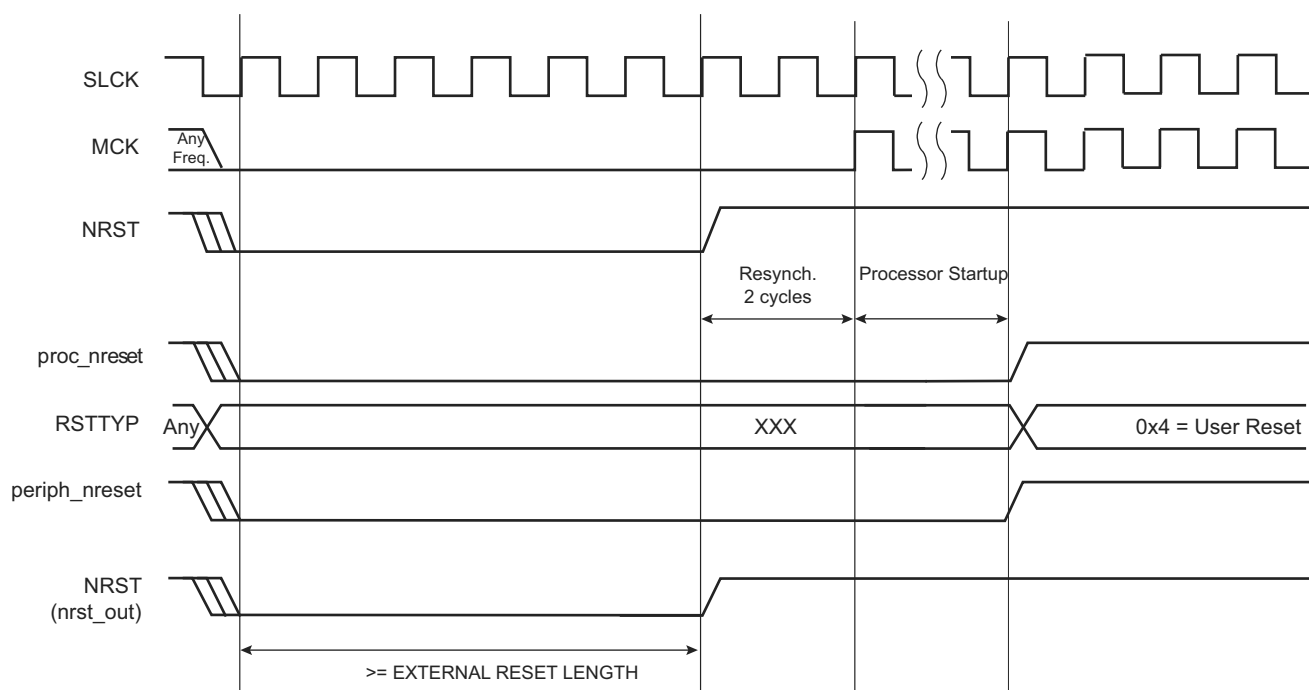 SLCK
MCK
Any
Freq.
NRST
Resynch.
2 cycles
Processor Startup
proc_nreset
RSTTYP
Any
XXX
0x4 = User Reset
periph_nreset
NRST
(nrst_out)
>= EXTERNAL RESET LENGTH